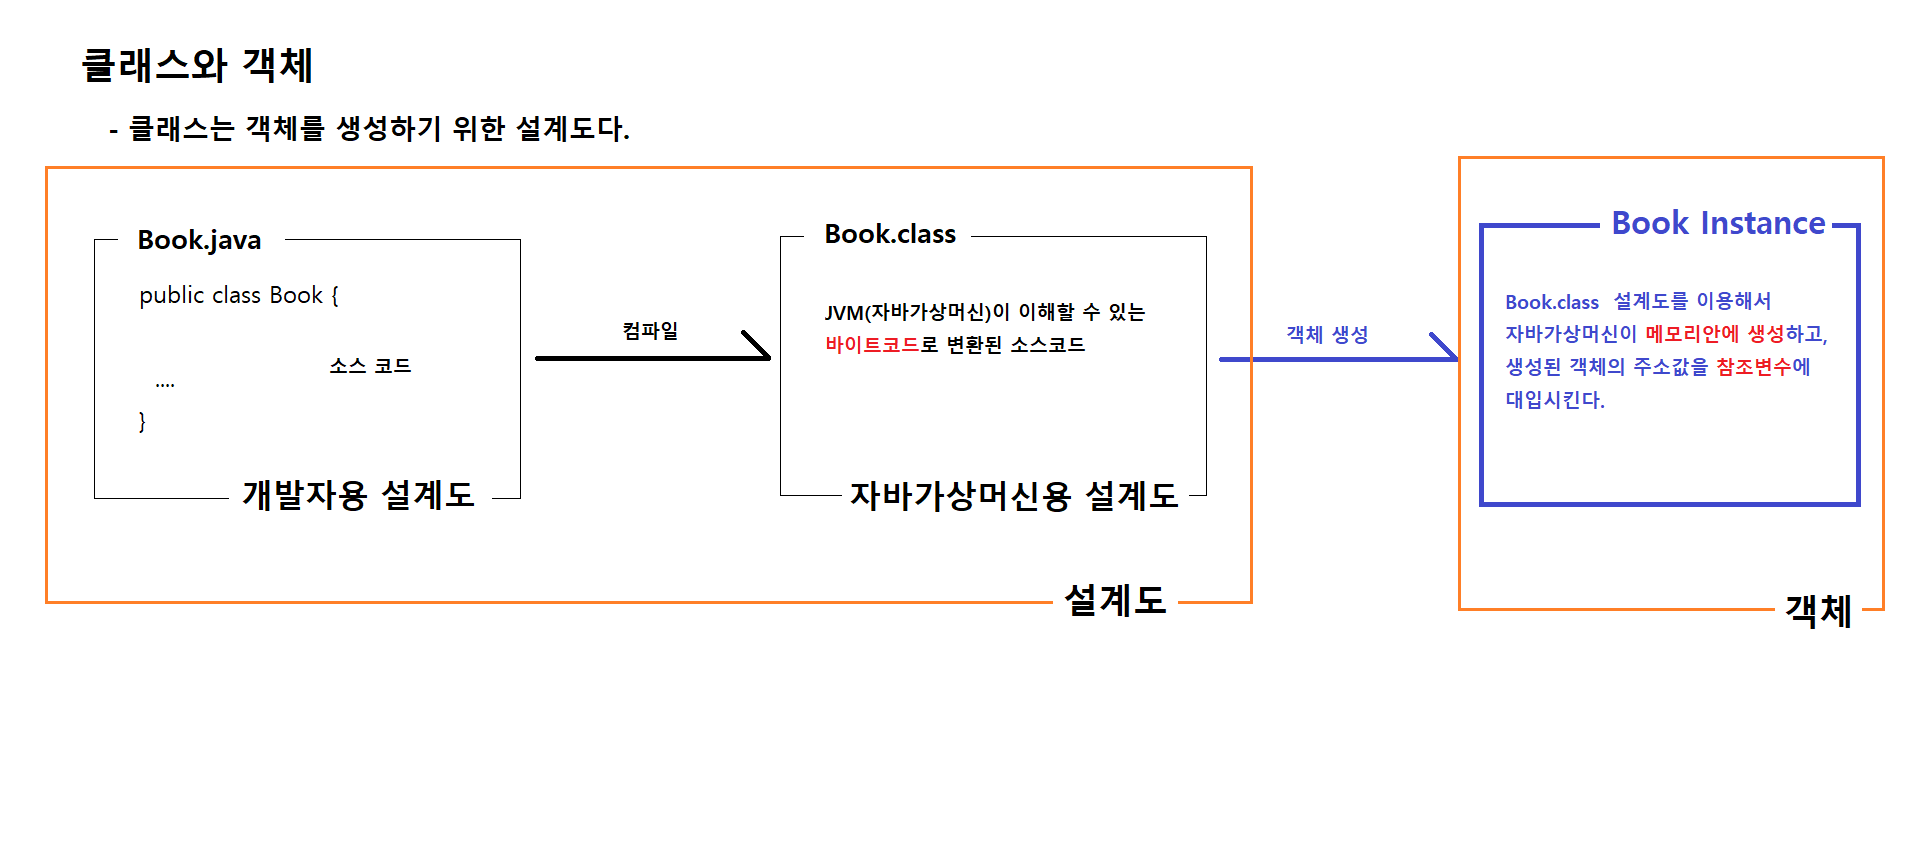 클래스와 객체
- 클래스는 객체를 생성하기 위한 설계도다.
Book.java
public class Book {
소스 코드
....
}
개발자용 설계도
컴파일
Book.class
JVM(자바가상머신)이 이해할 수 있는
바이트코드로 변환된 소스코드
자바가상머신용 설계도
설계도
객체 생성
Book Instance
Book.class 설계도를 이용해서
자바가상머신이 메모리안에 생성하고,
생성된 객체의 주소값을 참조변수에
대입시킨다.
객체